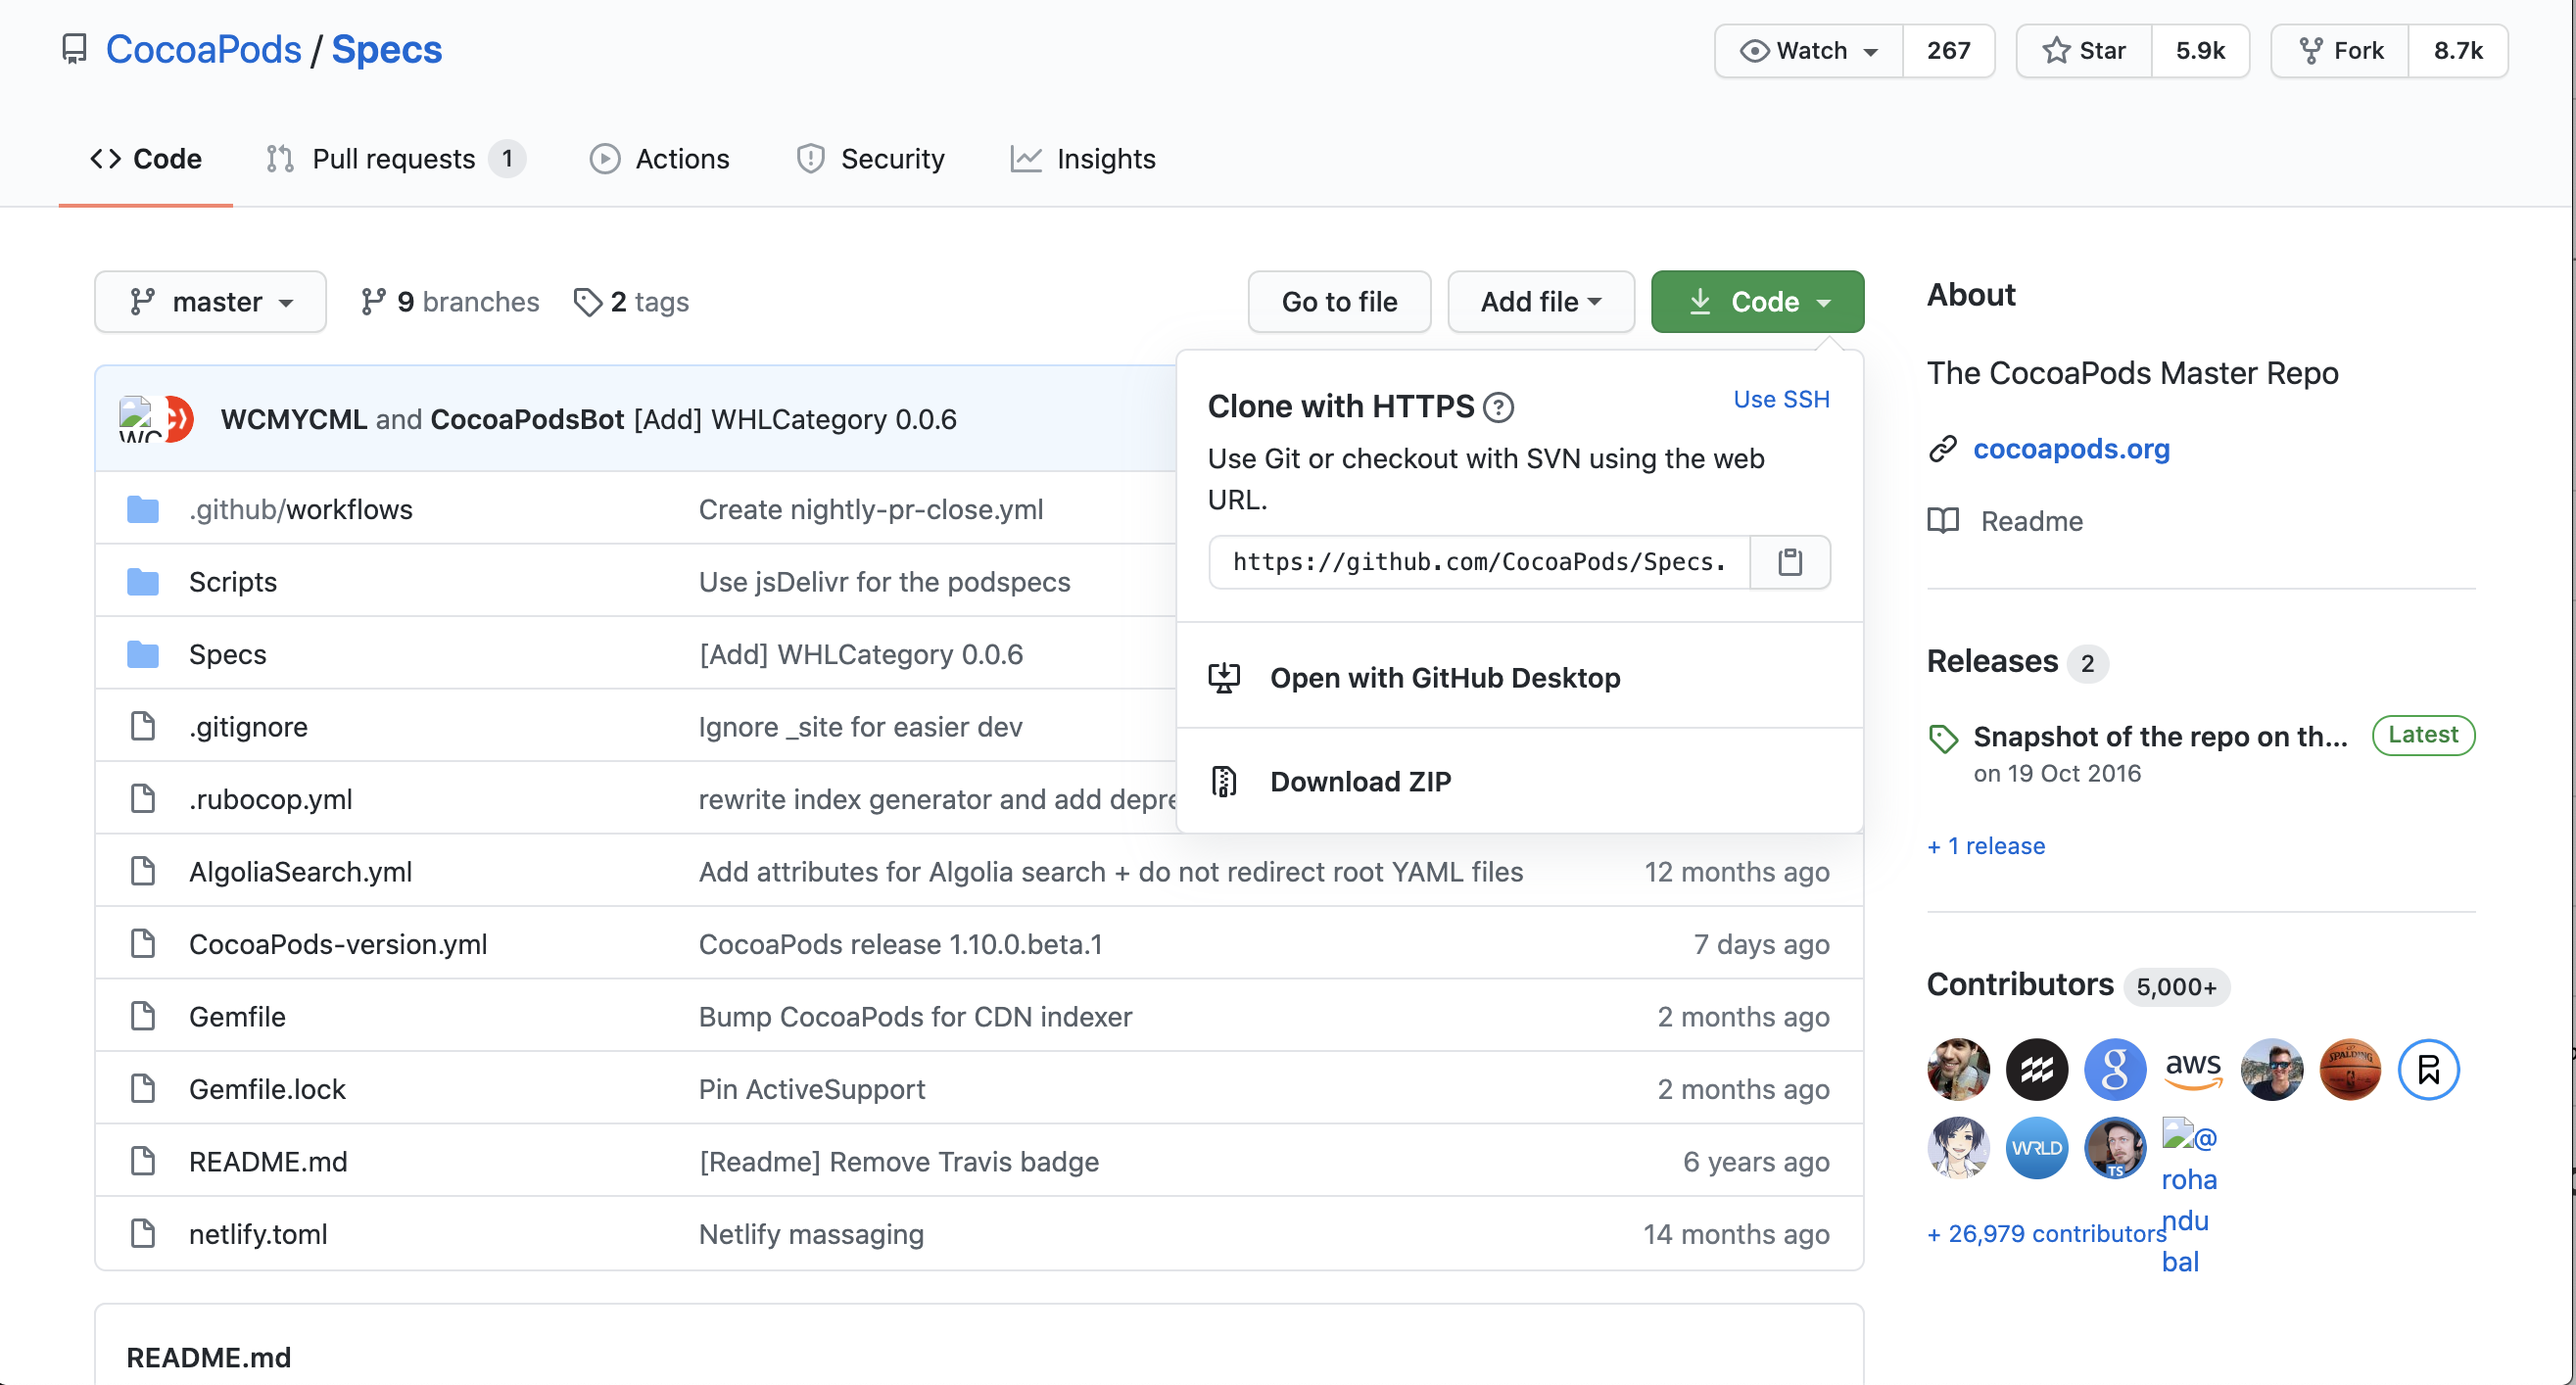 CocoaPods / Specs
Watch 267
Star 5.9k
Fork 8.7k
Code
Pull requests 1
Actions
Security
Insights
master
9 branches
2 tags
Go to file
Add file
Code
WC
WCMYCML and CocoaPodsBot [Add] WHLCategory 0.0.6
.github/workflows Create nightly-pr-close.yml
Scripts Use jsDelivr for the podspecs
Specs [Add] WHLCategory 0.0.6
.gitignore Ignore _site for easier dev
.rubocop.yml rewrite index generator and add depre
AlgoliaSearch.yml Add attributes for Algolia search + do not redirect root YAML files 12 months ago
CocoaPods-version.yml CocoaPods release 1.10.0.beta.1 7 days ago
Gemfile Bump CocoaPods for CDN indexer 2 months ago
Gemfile.lock Pin ActiveSupport 2 months ago
README.md [Readme] Remove Travis badge 6 years ago
netlify.toml Netlify massaging 14 months ago
README.md
Clone with HTTPS ?
Use SSH
Use Git or checkout with SVN using the web
URL.
https://github.com/CocoaPods/Specs.
Open with GitHub Desktop
Download ZIP
About
The CocoaPods Master Repo
cocoapods.org
Readme
Releases 2
Snapshot of the repo on th... Latest
on 19 Oct 2016
+ 1 release
Contributors 5,000+
g
aws
SPALDING
WRLD
TS
@
roha
ndu
bal
+ 26,979 contributors